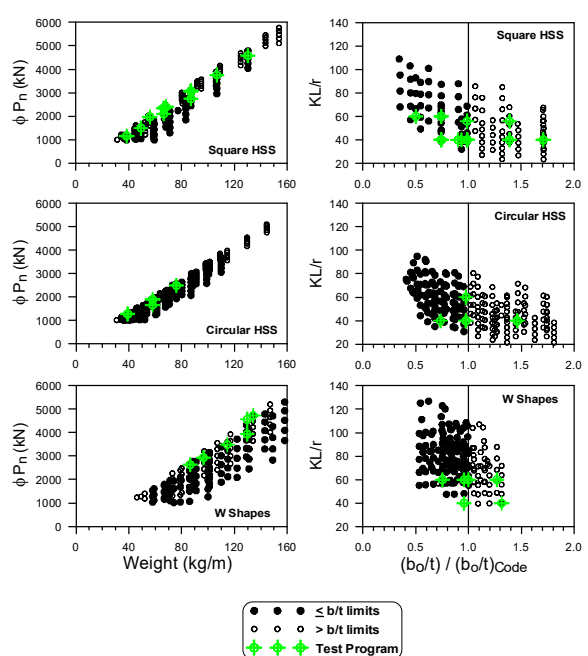 6000
5000
4000
3000
2000
1000
0
φ Pn (kN)
Square HSS
0 40 80 120 160
140
120
100
80
60
40
20
KL/r
Square HSS
0.0 0.5 1.0 1.5 2.0
6000
5000
4000
3000
2000
1000
0
φ Pn (kN)
Circular HSS
0 40 80 120 160
140
120
100
80
60
40
20
KL/r
Circular HSS
0.0 0.5 1.0 1.5 2.0
6000
5000
4000
3000
2000
1000
0
φ Pn (kN)
W Shapes
0 40 80 120 160
Weight (kg/m)
140
120
100
80
60
40
20
KL/r
W Shapes
0.0 0.5 1.0 1.5 2.0
(bo/t) / (bo/t)Code
≤ b/t limits
> b/t limits
Test Program